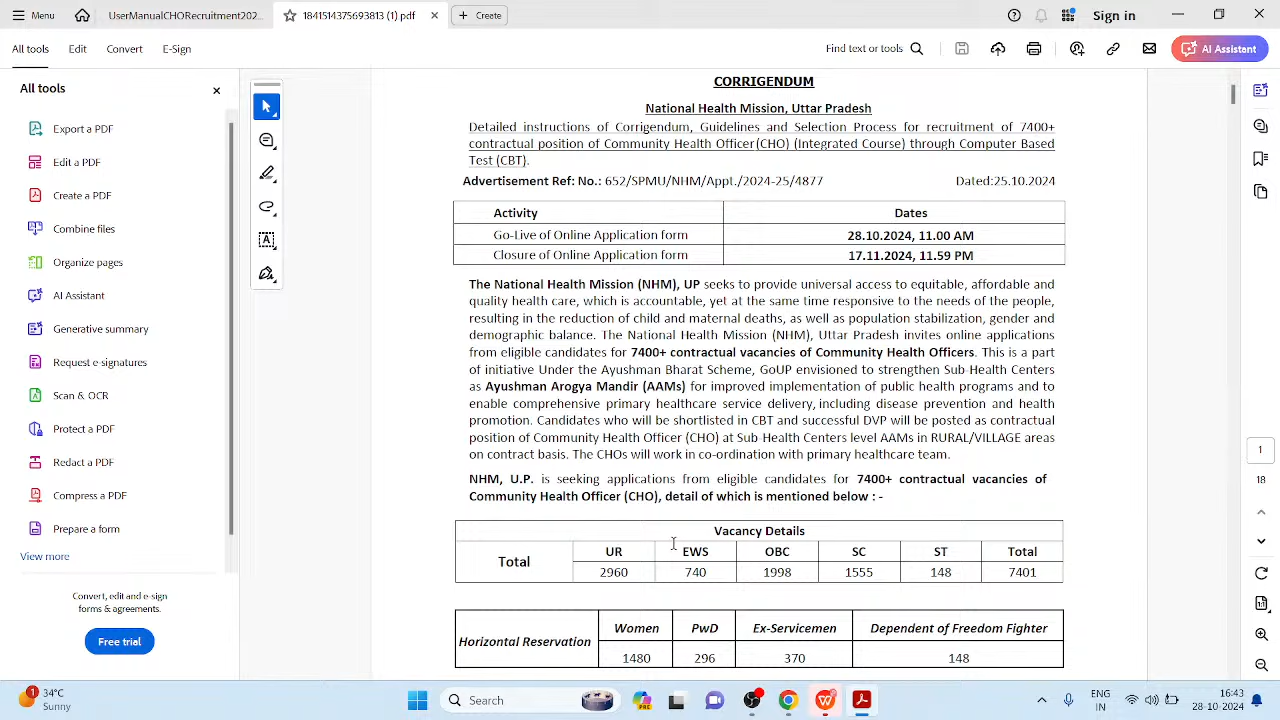 Menu
UserManualCHORecruitment202
1841514375693813 (1).pdf
Create
Sign in
All tools Edit Convert E-Sign
Find text or tools
AI Assistant
All tools
Export a PDF
Edit a PDF
Create a PDF
Combine files
Organize pages
AI Assistant
Generative summary
Request e-signatures
Scan & OCR
Protect a PDF
Redact a PDF
Compress a PDF
Prepare a form
View more
Convert, edit and e-sign
forms & agreements.
Free trial
CORRIGENDUM
National Health Mission, Uttar Pradesh
Detailed instructions of Corrigendum, Guidelines and Selection Process for recruitment of 7400+
contractual position of Community Health Officer (CHO) (Integrated Course) through Computer Based
Test (CBT).
Advertisement Ref: No.: 652/SPMU/NHM/Appt./2024-25/4877 Dated:25.10.2024
Activity Dates
Go-Live of Online Application form 28.10.2024, 11.00 AM
Closure of Online Application form 17.11.2024, 11.59 PM
The National Health Mission (NHM), UP seeks to provide universal access to equitable, affordable and
quality health care, which is accountable, yet at the same time responsive to the needs of the people,
resulting in the reduction of child and maternal deaths, as well as population stabilization, gender and
demographic balance. The National Health Mission (NHM), Uttar Pradesh invites online applications
from eligible candidates for 7400+ contractual vacancies of Community Health Officers. This is a part
of initiative Under the Ayushman Bharat Scheme, GoUP envisioned to strengthen Sub-Health Centers
as Ayushman Arogya Mandir (AAMs) for improved implementation of public health programs and to
enable comprehensive primary healthcare service delivery, including disease prevention and health
promotion. Candidates who will be shortlisted in CBT and successful DVP will be posted as contractual
position of Community Health Officer (CHO) at Sub-Health Centers level AAMs in RURAL/VILLAGE areas
on contract basis. The CHOs will work in co-ordination with primary healthcare team.
NHM, U.P. is seeking applications from eligible candidates for 7400+ contractual vacancies of
Community Health Officer (CHO), detail of which is mentioned below : -
Vacancy Details
Total UR EWS OBC SC ST Total
2960 740 1998 1555 148 7401
Horizontal Reservation Women PwD Ex-Servicemen Dependent of Freedom Fighter
1480 296 370 148
1
18
34°C
Sunny
Search
ENG
IN
16:43
28-10-2024